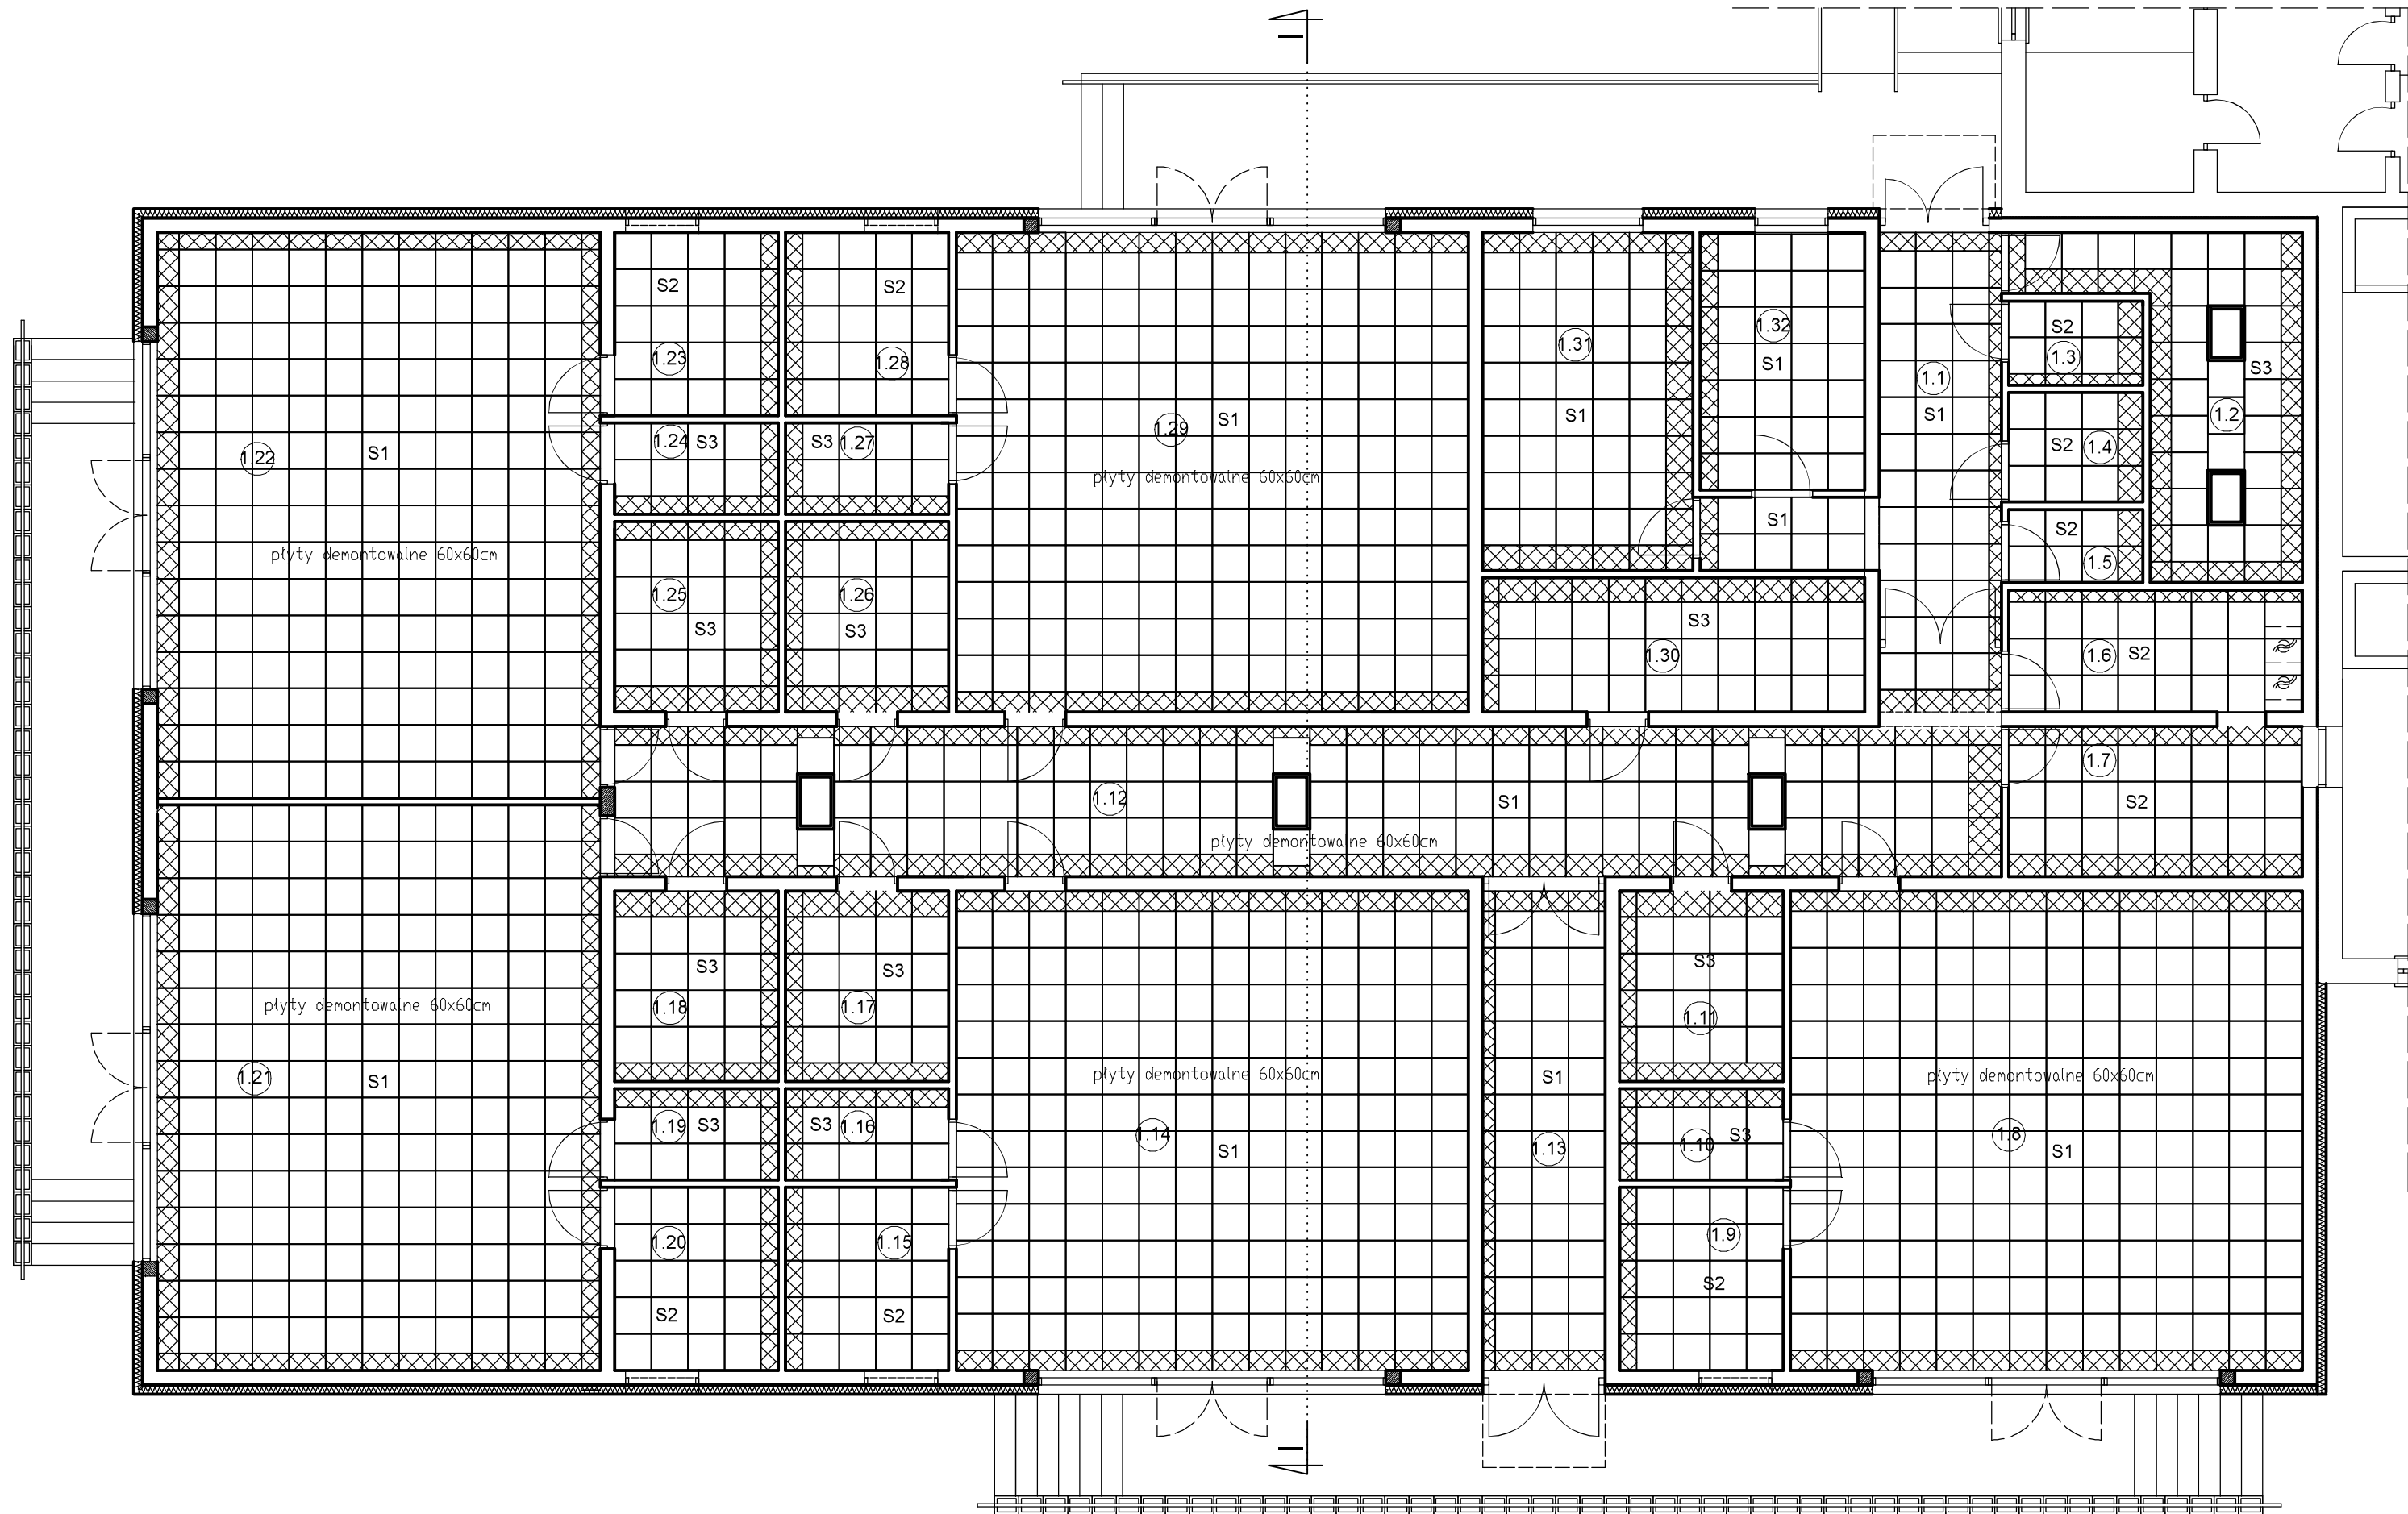 I
S2
S2
1.32
S2
1.31
1.23
1.28
S1
1.3
S3
1.1
S1
S1
S1
1.2
1.29
S1
1.24
S3
S3
1.27
S2
1.4
1.22
S1
płyty demontowalne 60x60cm
S1
S2
płyty demontowalne 60x60cm
1.5
1.25
1.26
S3
S3
S3
1.30
1.6
S2
1.7
1.12
S1
S2
płyty demontowalne 60x60cm
S3
S3
S3
1.18
1.17
płyty demontowalne 60x60cm
1.11
1.21
S1
płyty demontowalne 60x60cm
S1
płyty demontowalne 60x60cm
1.19
S3
S3
1.16
1.14
S1
1.13
1.10
S3
1.8
S1
1.20
1.15
1.9
S2
S2
S2
I